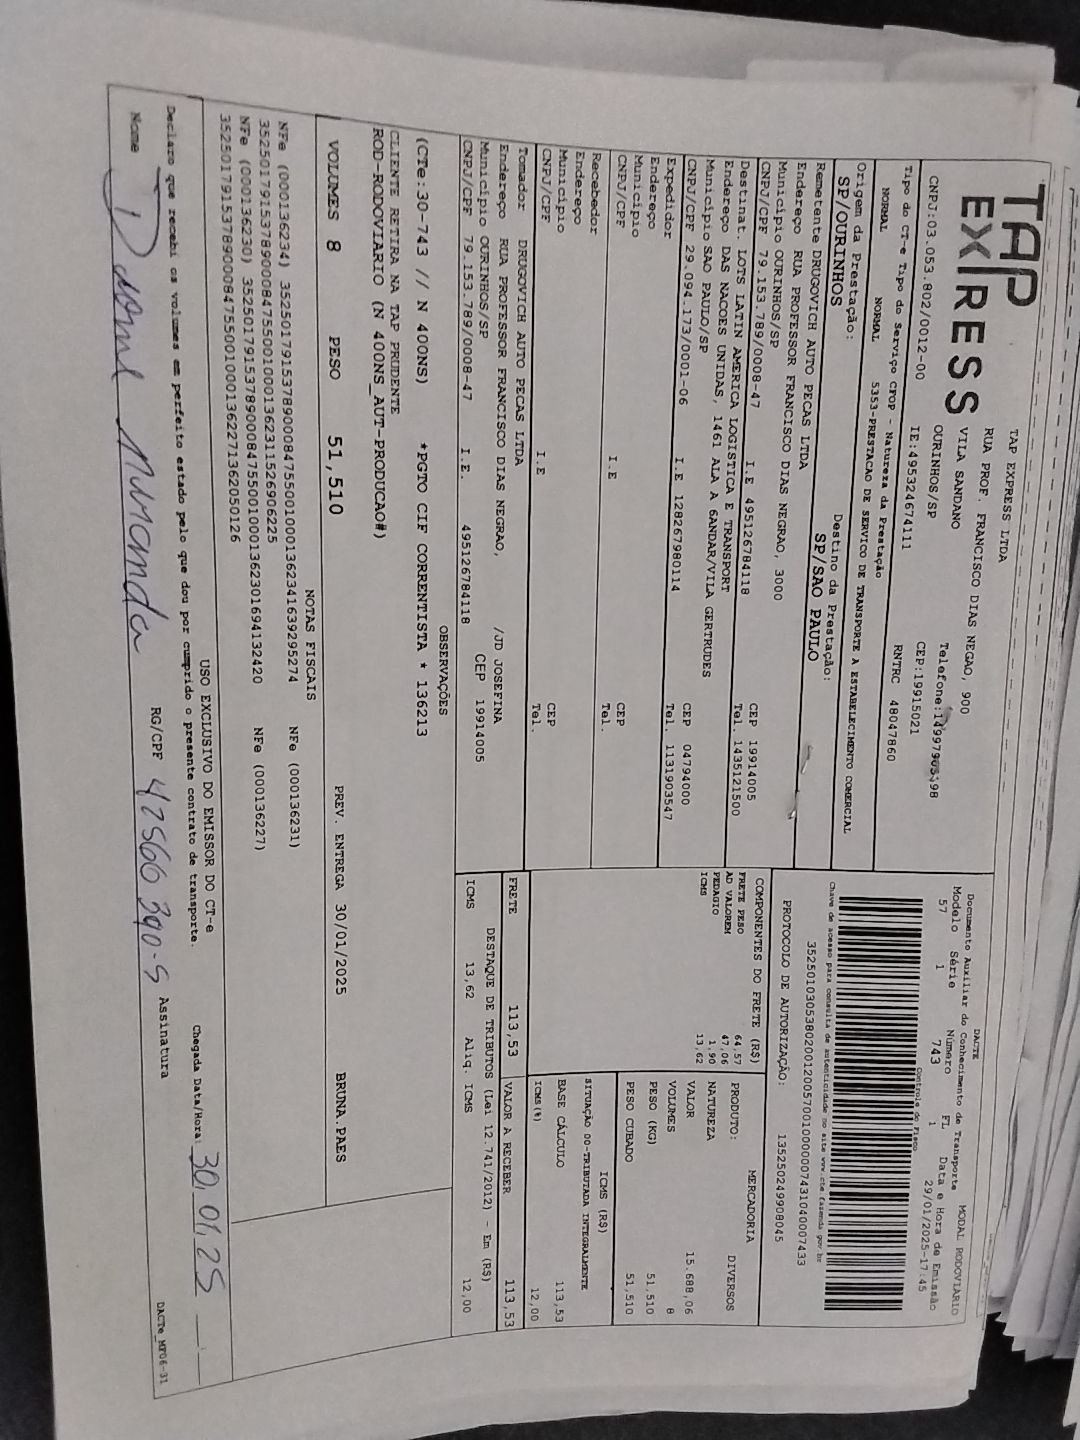 TAP
EXPRESS
TAP EXPRESS LTDA
RUA PROF. FRANCISCO DIAS NEGAO, 900
VILA SANDANO
OURINHOS/SP
CEP:19915021
CNPJ:03.053.802/0012-00
IE:495324674111
RNTRC 48047860
Tipo do CT-e Tipo do Serviço CFOP - Natureza da Prestação
NORMAL NORMAL 5353-PRESTACAO DE SERVICO DE TRANSPORTE A ESTABELECIMENTO COMERCIAL
Origem da Prestação: Destino da Prestação:
SP/OURINHOS SP/SAO PAULO
Remetente DRUGOVICH AUTO PECAS LTDA
Endereço RUA PROFESSOR FRANCISCO DIAS NEGRAO, 3000
Município OURINHOS/SP CEP 19914005
CNPJ/CPF 79.153.789/0008-47 I.E 495126784118 Tel. 1435121500
Destinat. LOTS LATIN AMERICA LOGISTICA E TRANSPORT
Endereço DAS NACOES UNIDAS, 1461 ALA A 6ANDAR/VILA GERTRUDES
Município SAO PAULO/SP CEP 04794000
CNPJ/CPF 29.094.173/0001-06 I.E 128267980114 Tel. 1131903547
Expedidor
Endereço
Município CEP
CNPJ/CPF I.E Tel.
Recebedor
Endereço
Município CEP
CNPJ/CPF I.E Tel.
Tomador DRUGOVICH AUTO PECAS LTDA
Endereço RUA PROFESSOR FRANCISCO DIAS NEGRAO, /JD JOSEFINA
Município OURINHOS/SP CEP 19914005
CNPJ/CPF 79.153.789/0008-47 I.E. 495126784118
DACTE
Documento Auxiliar do Conhecimento de Transporte MODAL RODOVIARIO
Modelo Série Número FL Data e Hora de Emissão
57 1 743 1 29/01/2025-17:45
Controle do Fisco
Chave de acesso para consulta de autenticidade no site www.cte.fazenda.gov.br
35250103053802001200570010000007431040007433
PROTOCOLO DE AUTORIZAÇÃO: 135250249908045
COMPONENTES DO FRETE (R$)
FRETE PESO 64,57
AD VALOREM 47,06
PEDAGIO 1,90
ICMS 13,62
PRODUTO: MERCADORIA
NATUREZA DIVERSOS
VALOR 15.688,06
VOLUMES 8
PESO (KG) 51,510
PESO CUBADO 51,510
ICMS (R$)
SITUAÇÃO 00-TRIBUTADA INTEGRALMENTE
BASE CÁLCULO 113,53
ICMS(%) 12,00
FRETE 113,53 VALOR A RECEBER 113,53
DESTAQUE DE TRIBUTOS (Lei 12.741/2012) - Em (R$)
ICMS 13,62 Aliq. ICMS 12,00
OBSERVAÇÕES
(CTe:30-743 // N 400NS) *PGTO CIF CORRENTISTA * 136213
CLIENTE RETIRA NA TAP PRUDENTE
ROD-RODOVIARIO (N 400NS_AUT-PRODUCAO#)
VOLUMES 8 PESO 51,510 PREV. ENTREGA 30/01/2025 BRUNA.PAES
NOTAS FISCAIS
NFe (000136234) 35250179153789000847550010001362341639295274 NFe (000136231)
35250179153789000847550010001362311526906225
NFe (000136230) 35250179153789000847550010001362301694132420 NFe (000136227)
35250179153789000847550010001362271362050126
USO EXCLUSIVO DO EMISSOR DO CT-e
Declaro que recebi os volumes em perfeito estado pelo que dou por cumprido o presente contrato de transporte. Chegada Data/Hora: 30,01,25
Nome RG/CPF 42566390-5 Assinatura
DACTe_MF06-31